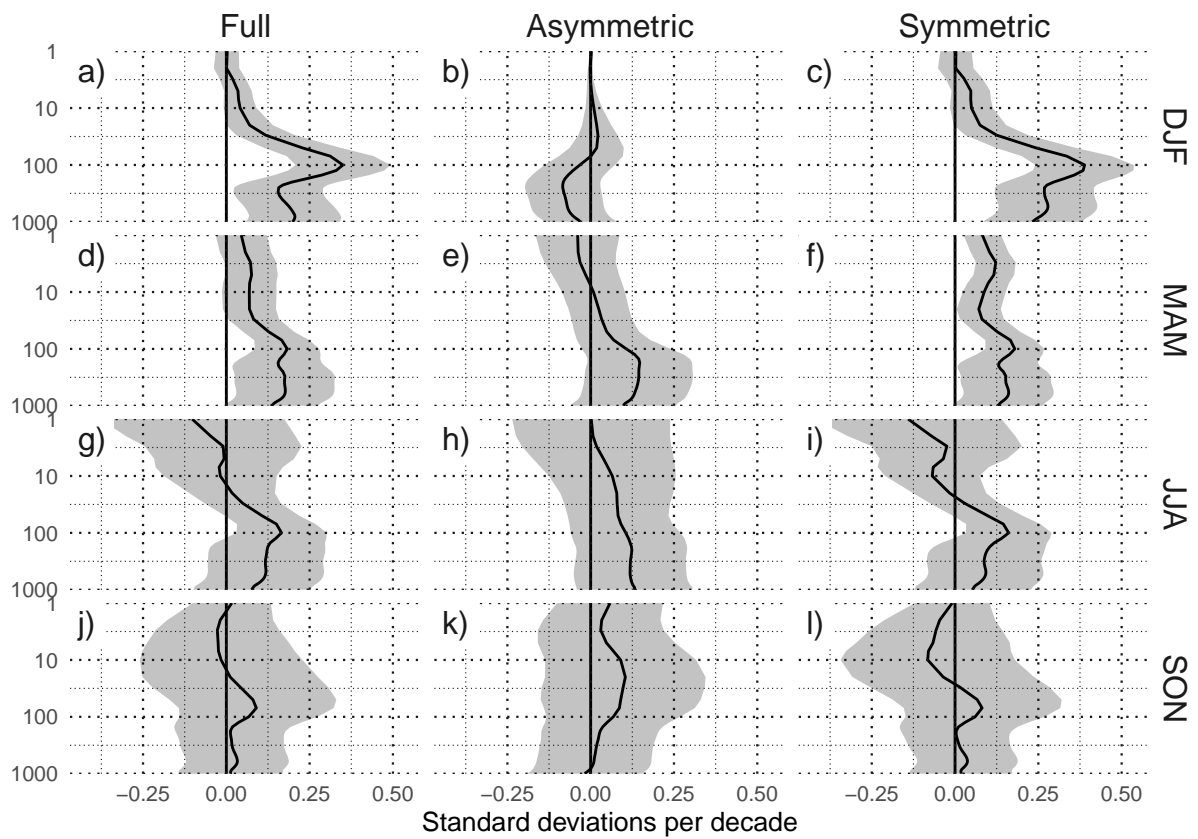 Full Asymmetric Symmetric
1 a) b) c)
10
100
1000
DJF
1 d) e) f)
10
100
1000
MAM
1 g) h) i)
10
100
1000
JJA
1 j) k) l)
10
100
1000
SON
−0.25 0.00 0.25 0.50 −0.25 0.00 0.25 0.50 −0.25 0.00 0.25 0.50
Standard deviations per decade